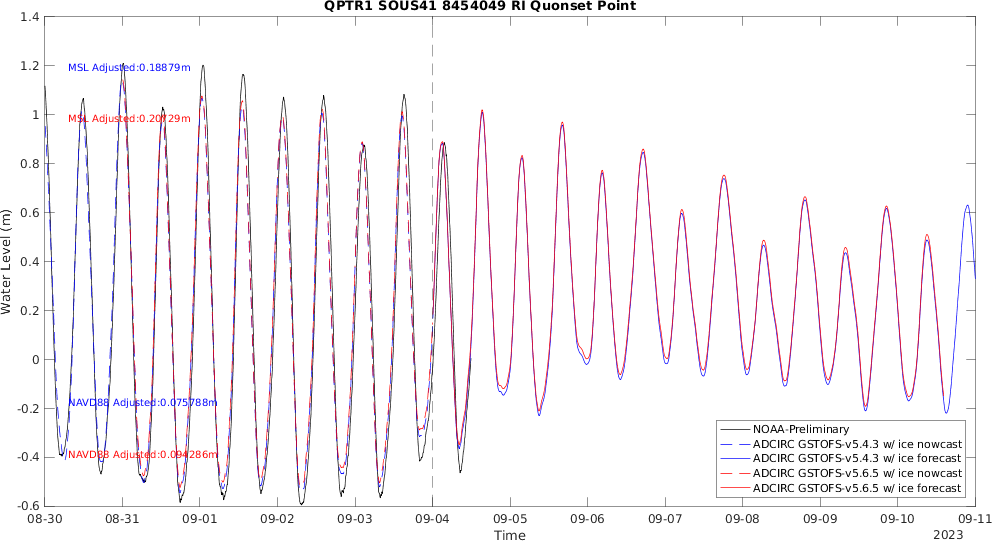 QPTR1 SOUS41 8454049 RI Quonset Point
1.4
1.2
1
0.8
0.6
0.4
0.2
0
-0.2
-0.4
-0.6
Water Level (m)
MSL Adjusted:0.18879m
MSL Adjusted:0.20729m
NAVD88 Adjusted:0.075788m
NAVD88 Adjusted:0.094286m
NOAA-Preliminary
ADCIRC GSTOFS-v5.4.3 w/ ice nowcast
ADCIRC GSTOFS-v5.4.3 w/ ice forecast
ADCIRC GSTOFS-v5.6.5 w/ ice nowcast
ADCIRC GSTOFS-v5.6.5 w/ ice forecast
08-30 08-31 09-01 09-02 09-03 09-04 09-05 09-06 09-07 09-08 09-09 09-10 09-11
Time
2023